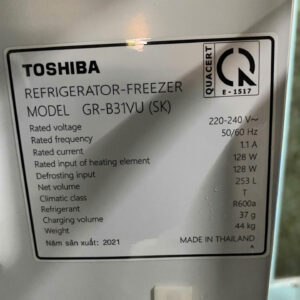 TOSHIBA
QUACERT
E - 1517
REFRIGERATOR-FREEZER
MODEL GR-B31VU (SK)
Rated voltage 220-240 V~
Rated frequency 50/60 Hz
Rated current 1.1 A
Rated input of heating element 128 W
Defrosting input 128 W
Net volume 253 L
Climatic class T
Refrigerant R600a
Charging volume 37 g
Weight 44 kg
Năm sản xuất: 2021 MADE IN THAILAND